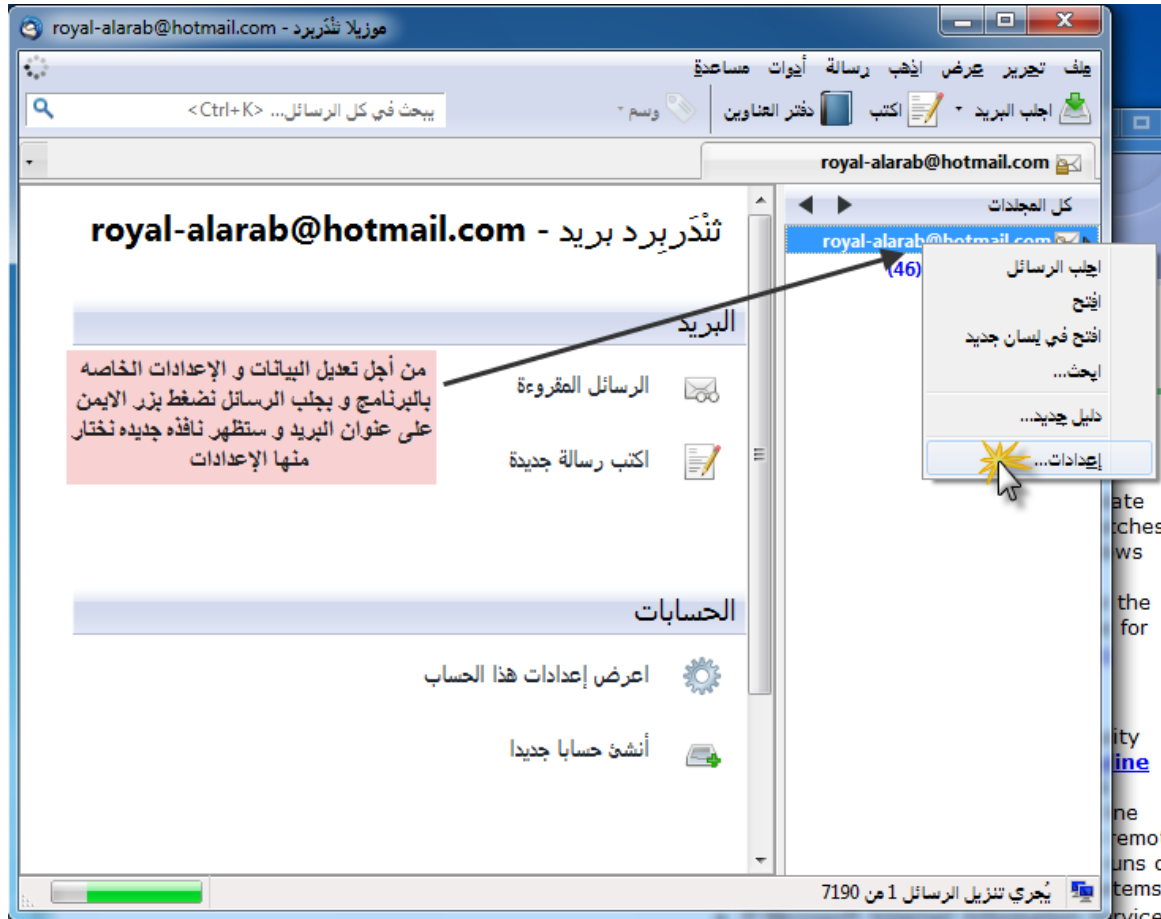 royal-alarab@hotmail.com - موزيلا ثنْدَربرد
ملف تحرير عرض اذهب رسالة أدوات مساعدة
اجلب البريد اكتب دفتر العناوين وسم
يبحث في كل الرسائل... <Ctrl+K>
royal-alarab@hotmail.com
كل المجلدات
royal-alarab@hotmail.com
(46)
اجلب الرسائل
افتح
افتح في لسان جديد
ابحث...
دليل جديد...
إعدادات...
ثنْدَربِرد بريد - royal-alarab@hotmail.com
البريد
الرسائل المقروءة
اكتب رسالة جديدة
من أجل تعديل البيانات و الإعدادات الخاصه
بالبرنامج و بجلب الرسائل نضغط بزر الايمن
على عنوان البريد و ستظهر نافذه جديده نختار
منها الإعدادات
الحسابات
اعرض إعدادات هذا الحساب
أنشئ حسابا جديدا
يُجري تنزيل الرسائل 1 من 7190
the
for